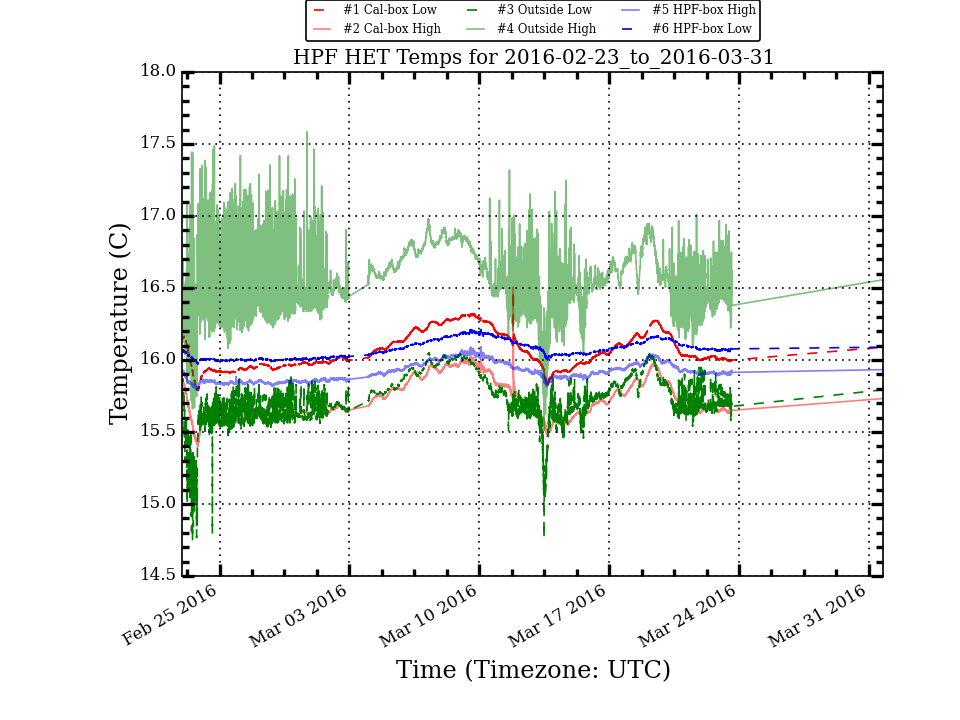 #1 Cal-box Low #3 Outside Low #5 HPF-box High
#2 Cal-box High #4 Outside High #6 HPF-box Low
HPF HET Temps for 2016-02-23_to_2016-03-31
18.0
17.5
17.0
16.5
16.0
15.5
15.0
14.5
Temperature (C)
Feb 25 2016 Mar 03 2016 Mar 10 2016 Mar 17 2016 Mar 24 2016 Mar 31 2016
Time (Timezone: UTC)